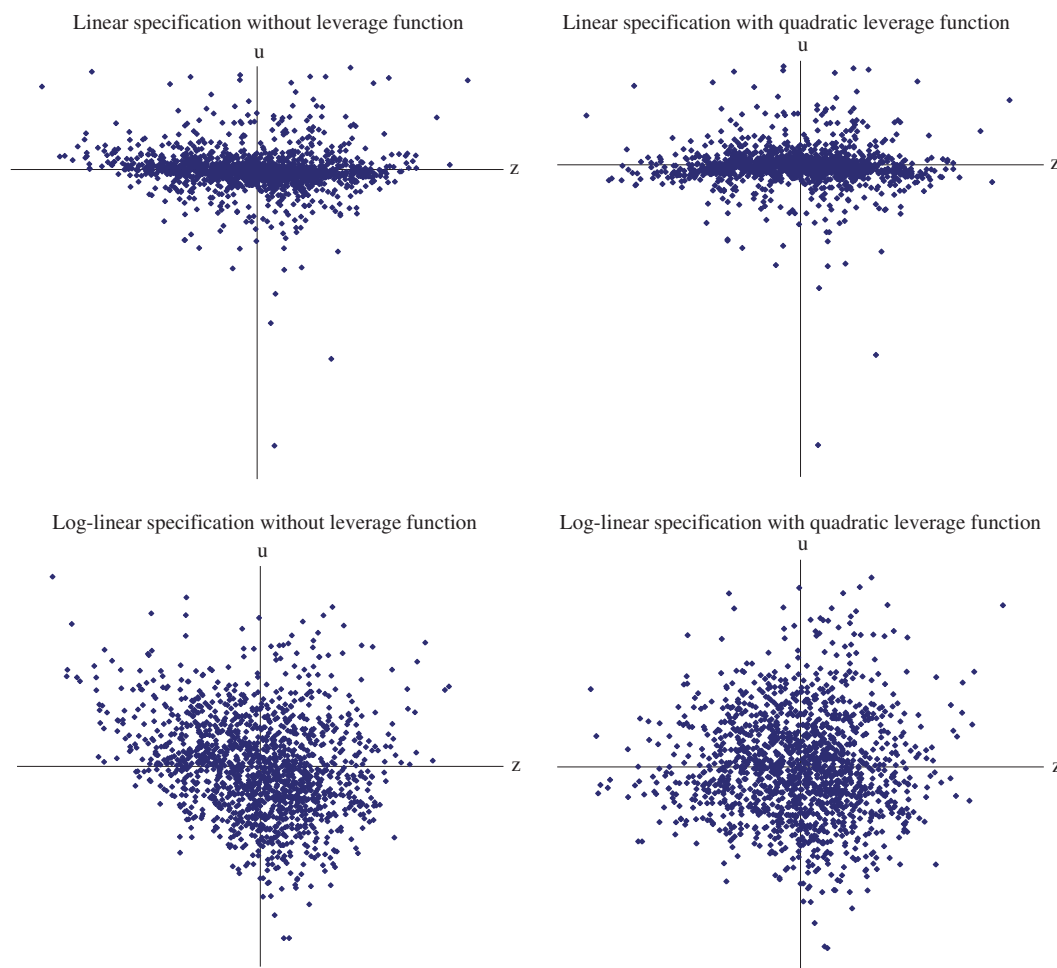 Linear specification without leverage function
u
z
Linear specification with quadratic leverage function
u
z
Log-linear specification without leverage function
u
z
Log-linear specification with quadratic leverage function
u
z